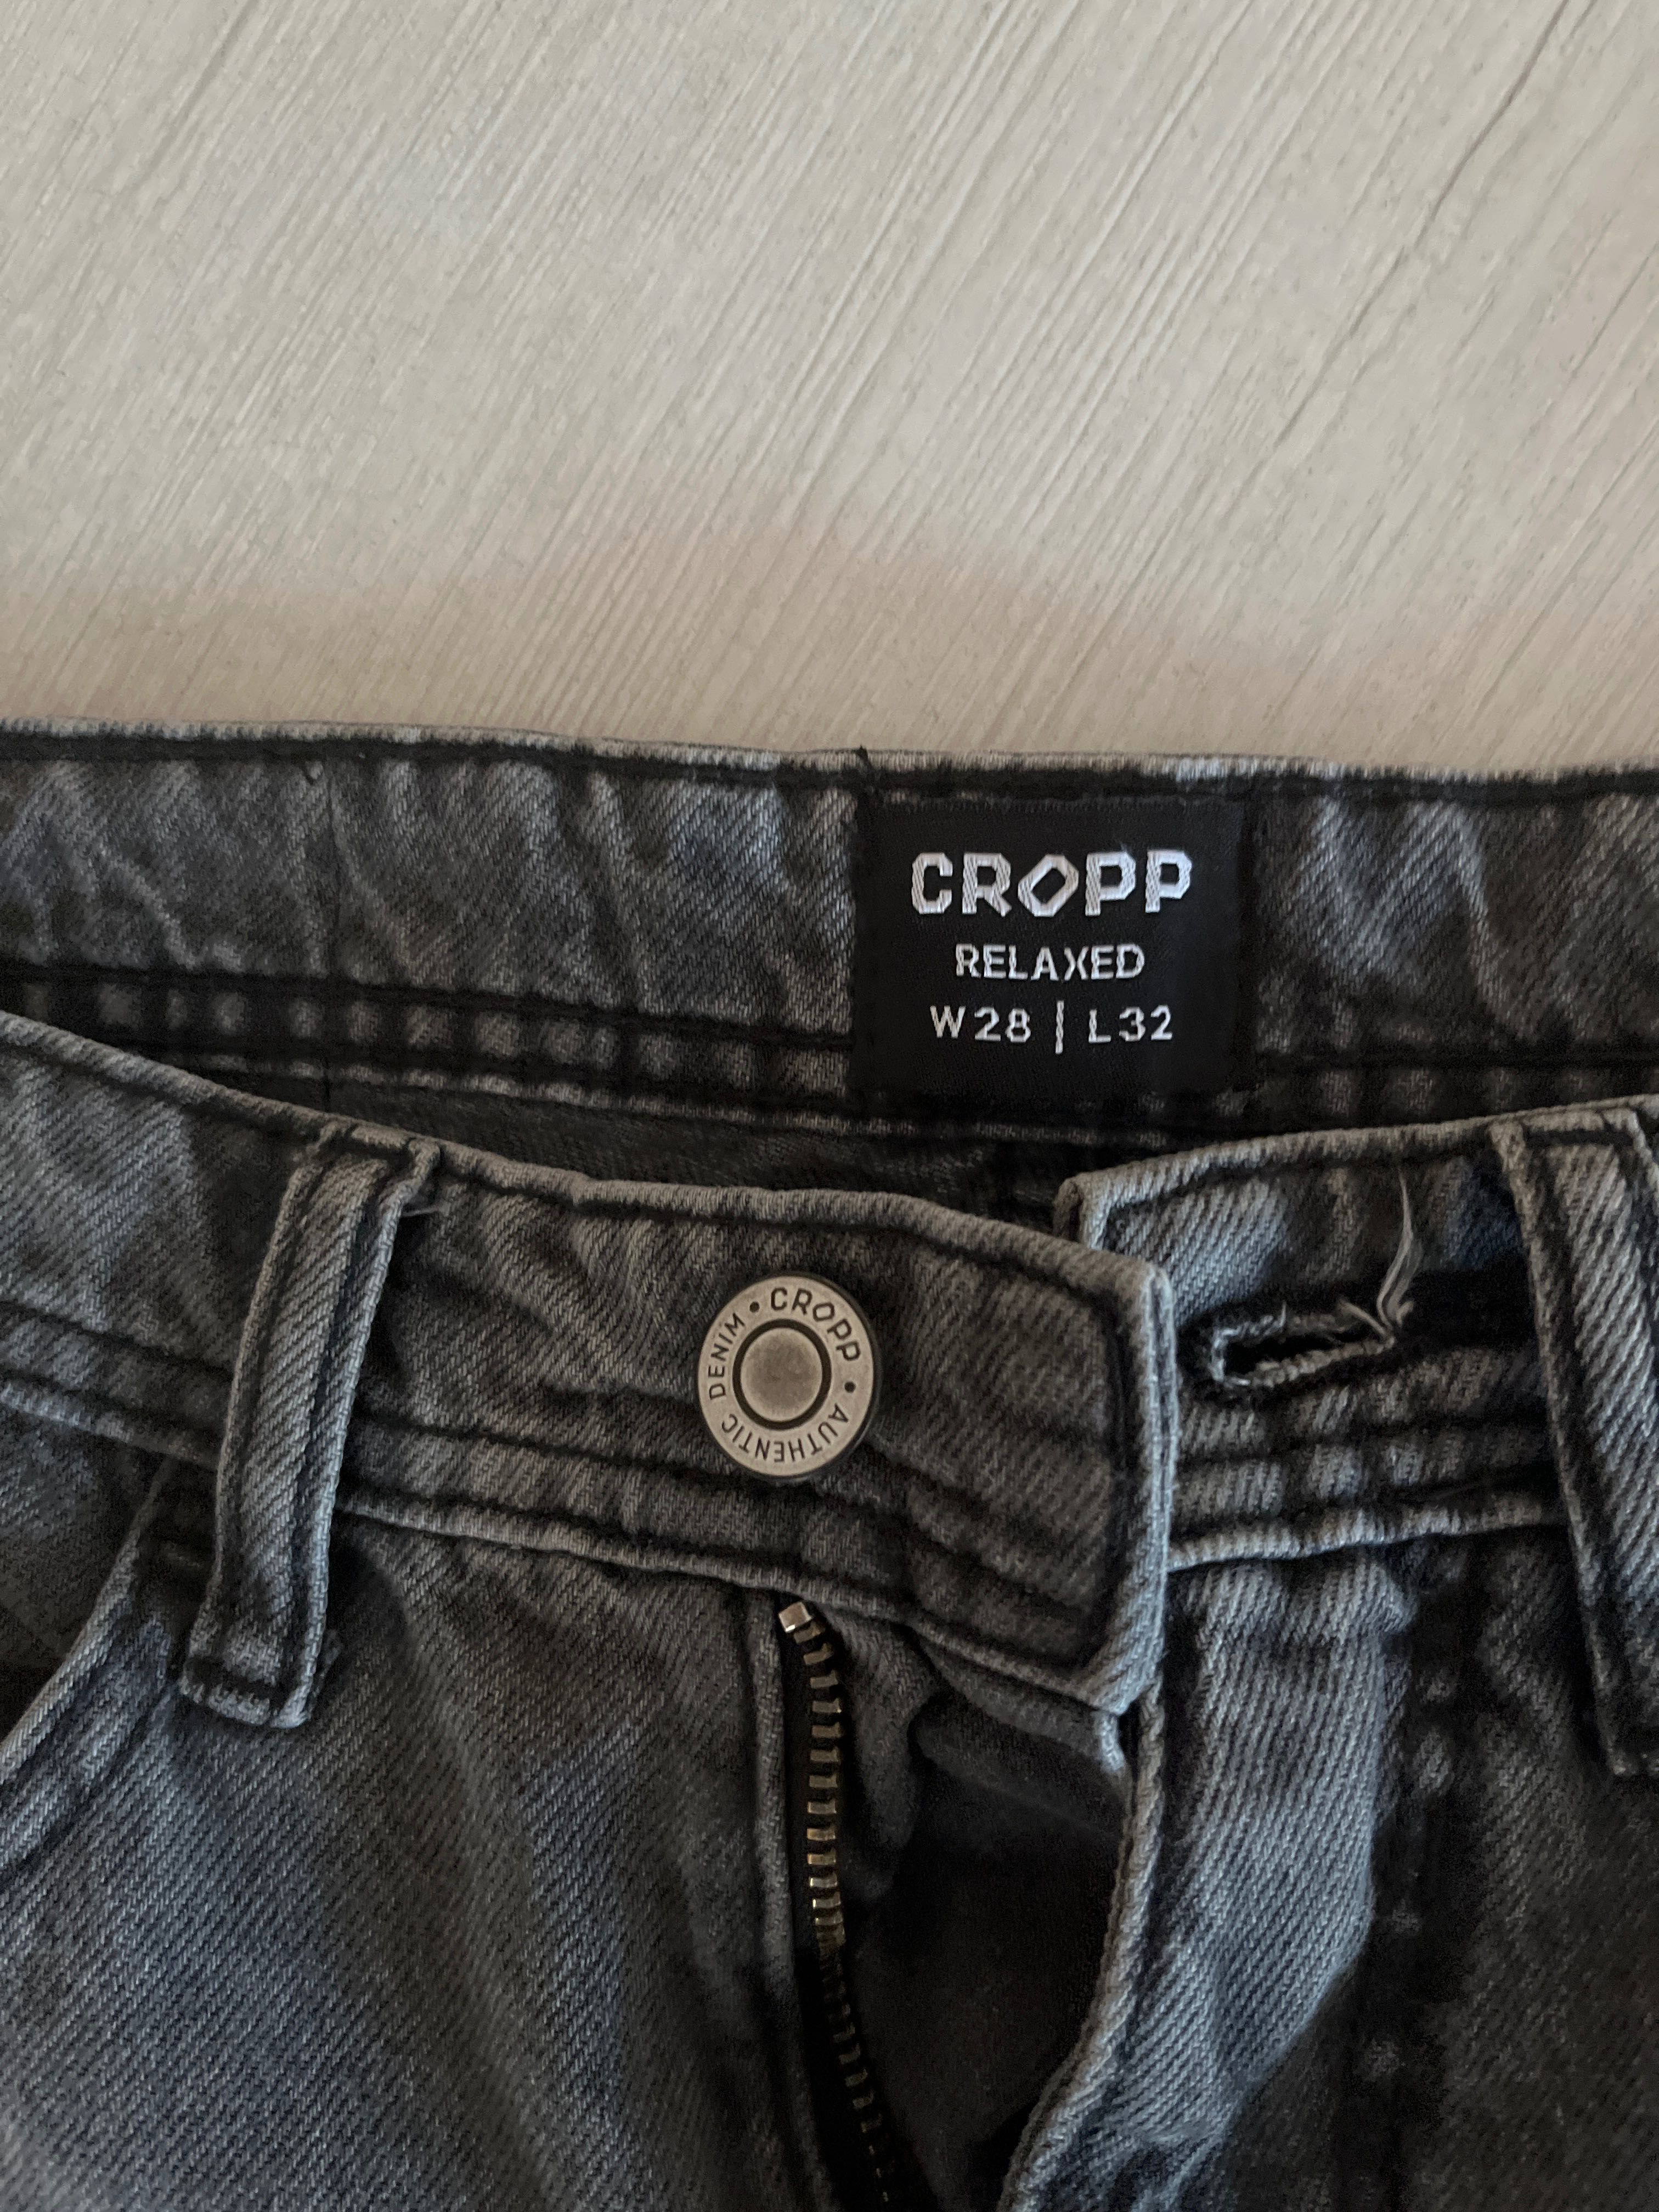 CROPP
RELAXED
W28 | L32
CROPP • AUTHENTIC DENIM •